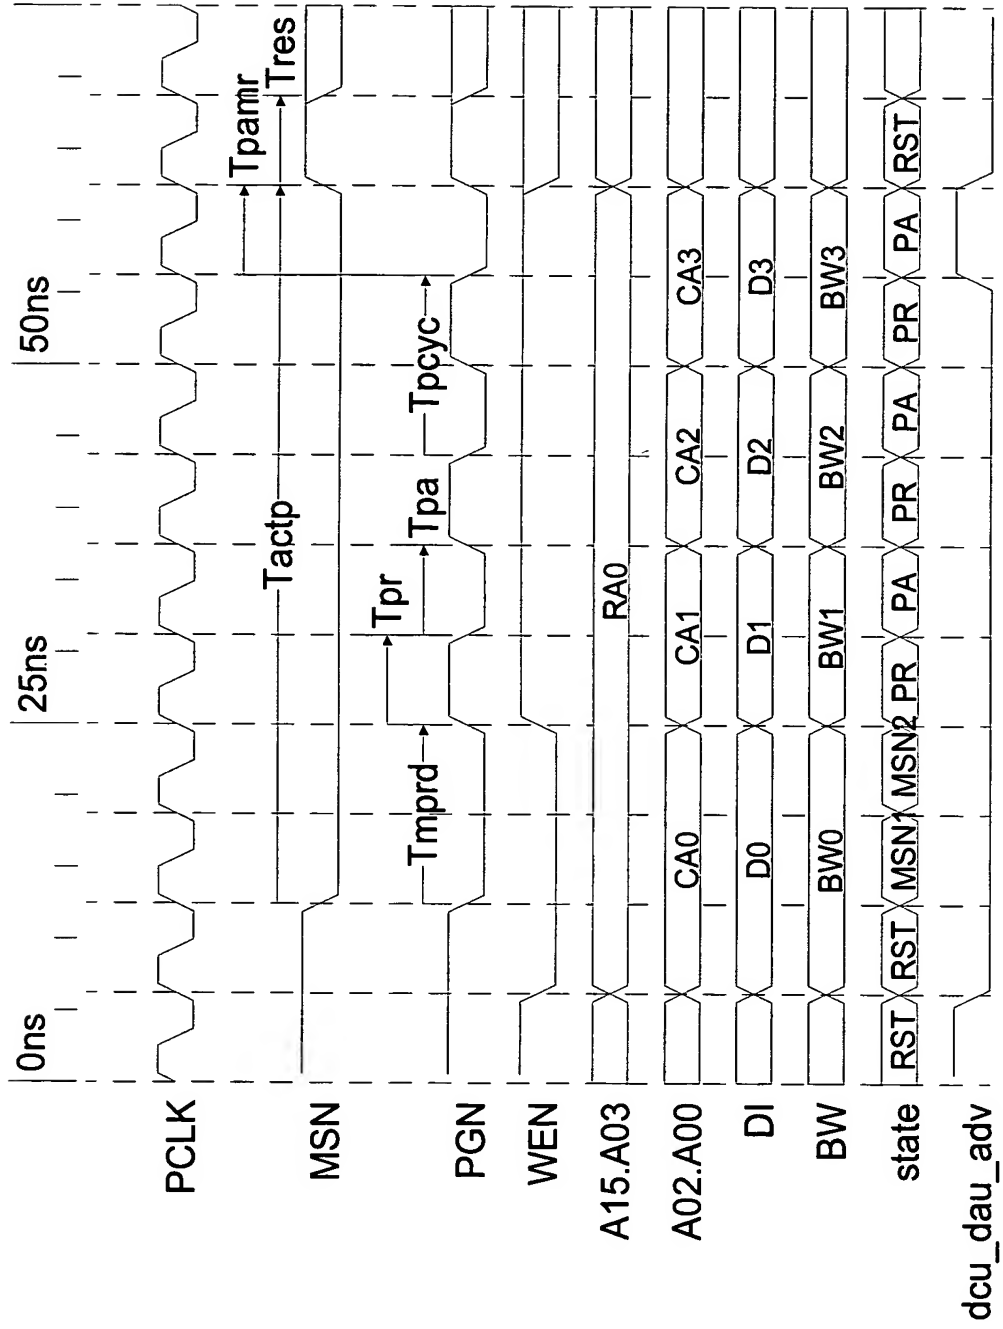 0ns 25ns 50ns
PCLK
MSN Tactp Tpamr Tres
PGN Tmprd Tpr Tpa Tpcyc
WEN
A15.A03 RA0
A02.A00 CA0 CA1 CA2 CA3
DI D0 D1 D2 D3
BW BW0 BW1 BW2 BW3
state RST RST MSN1 MSN2 PR PA PR PA PR PA RST
dcu_dau_adv